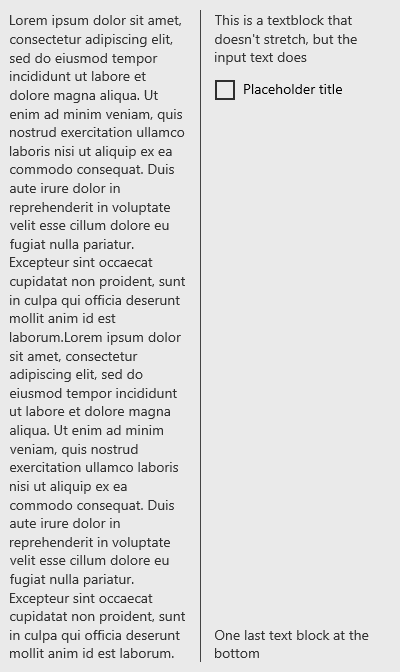 Lorem ipsum dolor sit amet,
consectetur adipiscing elit,
sed do eiusmod tempor
incididunt ut labore et
dolore magna aliqua. Ut
enim ad minim veniam, quis
nostrud exercitation ullamco
laboris nisi ut aliquip ex ea
commodo consequat. Duis
aute irure dolor in
reprehenderit in voluptate
velit esse cillum dolore eu
fugiat nulla pariatur.
Excepteur sint occaecat
cupidatat non proident, sunt
in culpa qui officia deserunt
mollit anim id est
laborum.Lorem ipsum dolor
sit amet, consectetur
adipiscing elit, sed do
eiusmod tempor incididunt
ut labore et dolore magna
aliqua. Ut enim ad minim
veniam, quis nostrud
exercitation ullamco laboris
nisi ut aliquip ex ea
commodo consequat. Duis
aute irure dolor in
reprehenderit in voluptate
velit esse cillum dolore eu
fugiat nulla pariatur.
Excepteur sint occaecat
cupidatat non proident, sunt
in culpa qui officia deserunt
mollit anim id est laborum.
This is a textblock that
doesn't stretch, but the
input text does
Placeholder title
One last text block at the
bottom